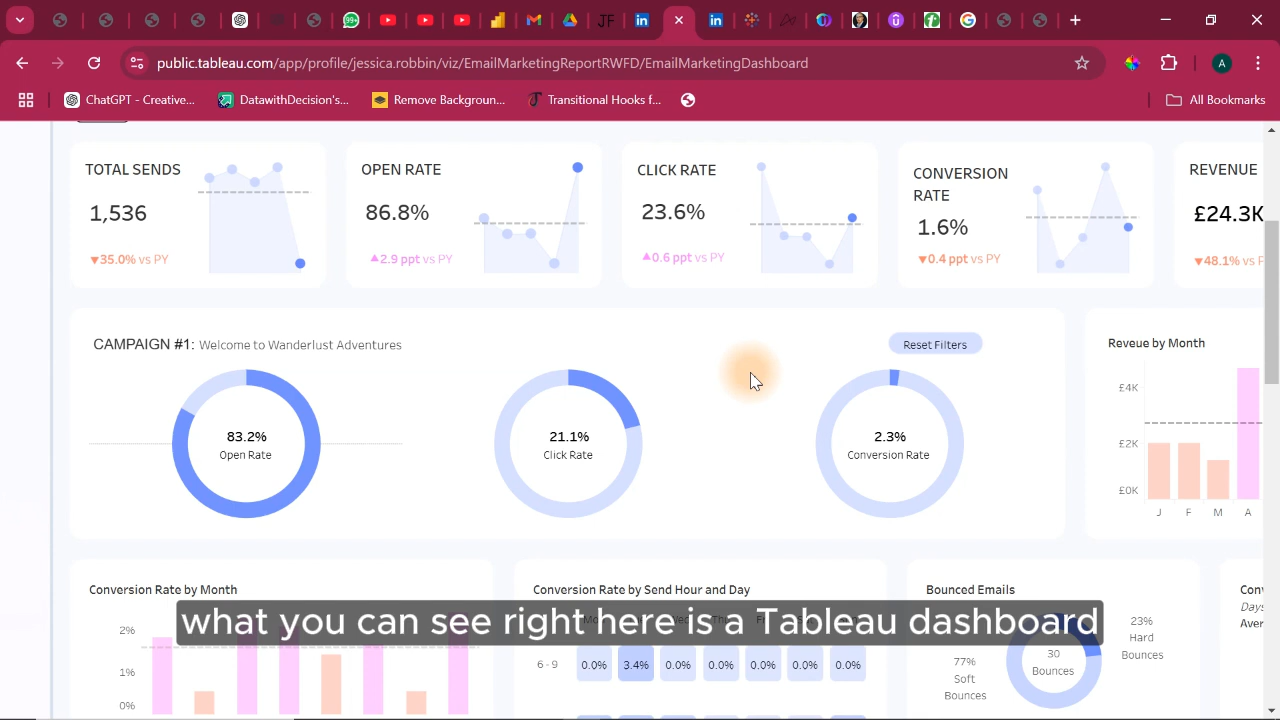 99+
JF
public.tableau.com/app/profile/jessica.robbin/viz/EmailMarketingReportRWFD/EmailMarketingDashboard
A
ChatGPT - Creative...
DatawithDecision's...
Remove Backgroun...
Transitional Hooks f...
All Bookmarks
TOTAL SENDS
1,536
▼35.0% vs PY
OPEN RATE
86.8%
▲2.9 ppt vs PY
CLICK RATE
23.6%
▲0.6 ppt vs PY
CONVERSION
RATE
1.6%
▼0.4 ppt vs PY
REVENUE
£24.3K
▼48.1% vs P
CAMPAIGN #1: Welcome to Wanderlust Adventures
Reset Filters
83.2%
Open Rate
21.1%
Click Rate
2.3%
Conversion Rate
Reveue by Month
£4K
£2K
£0K
J F M A
Conversion Rate by Month
2%
1%
0%
Conversion Rate by Send Hour and Day
6 - 9 0.0% 3.4% 0.0% 0.0% 0.0% 0.0% 0.0%
Bounced Emails
23%
Hard
Bounces
30
Bounces
77%
Soft
Bounces
Con
Days
Aver
what you can see right here is a Tableau dashboard